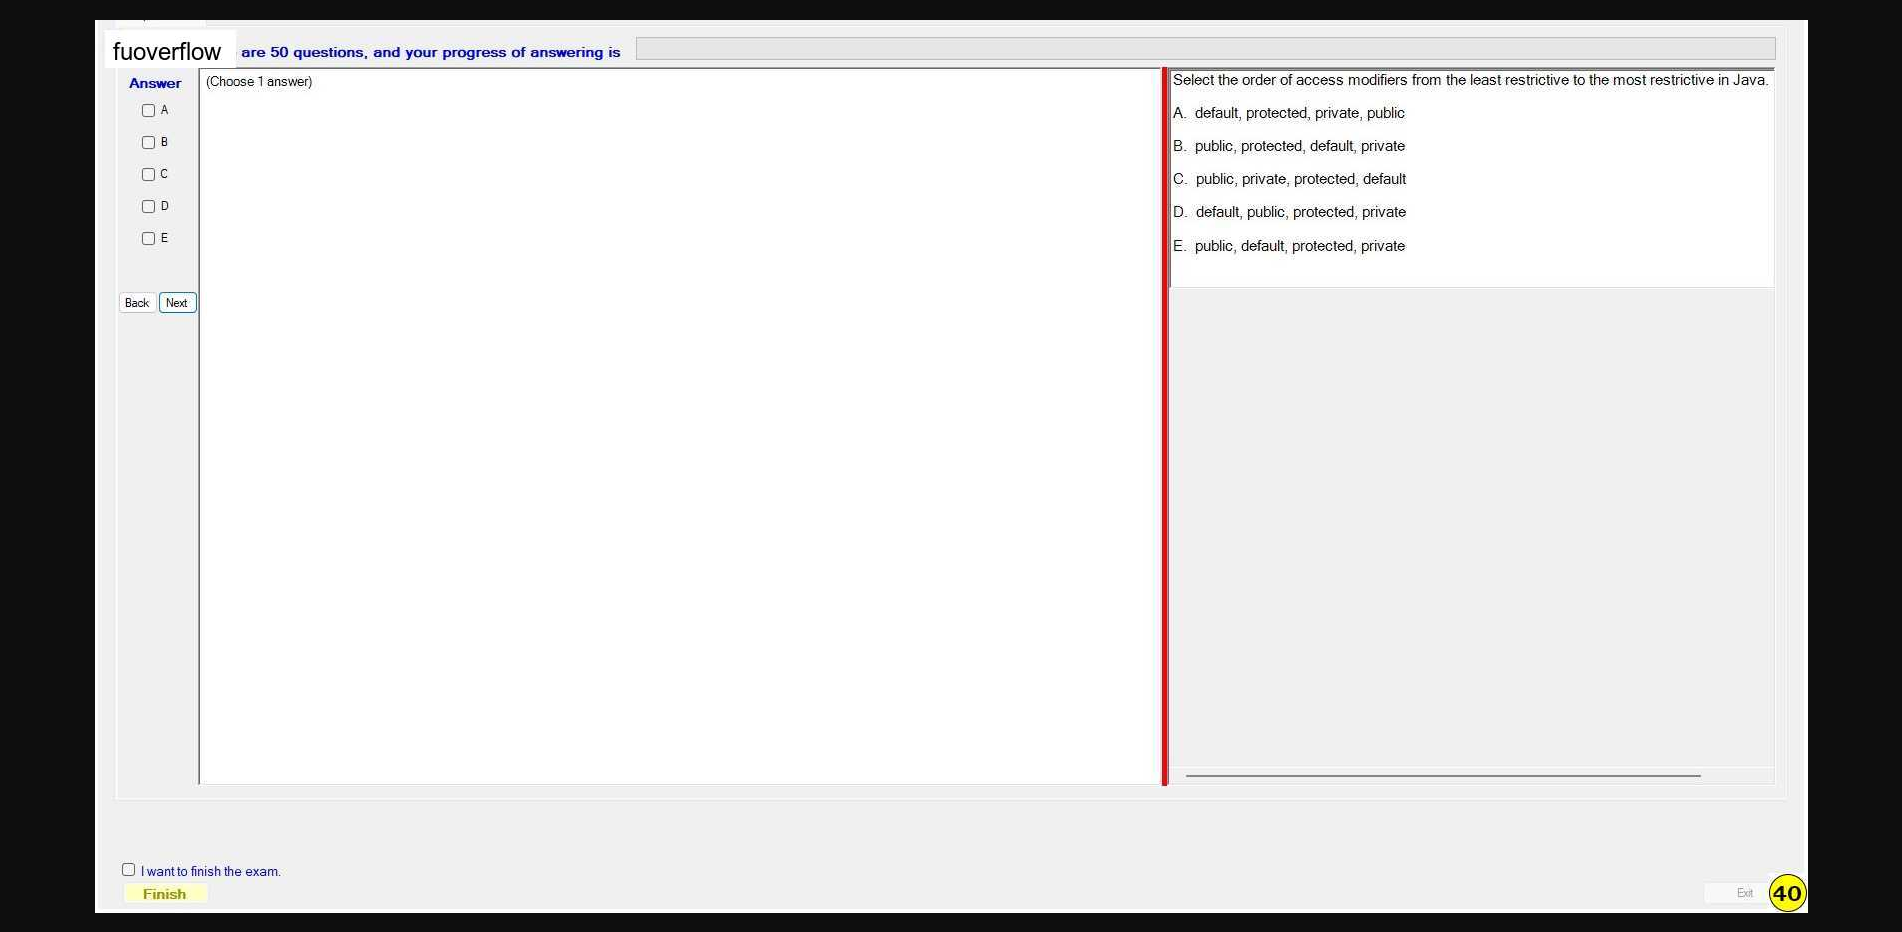 fuoverflow are 50 questions, and your progress of answering is
Answer
(Choose 1 answer)
A
B
C
D
E
Back Next
Select the order of access modifiers from the least restrictive to the most restrictive in Java.
A. default, protected, private, public
B. public, protected, default, private
C. public, private, protected, default
D. default, public, protected, private
E. public, default, protected, private
I want to finish the exam.
Finish
Exit
40